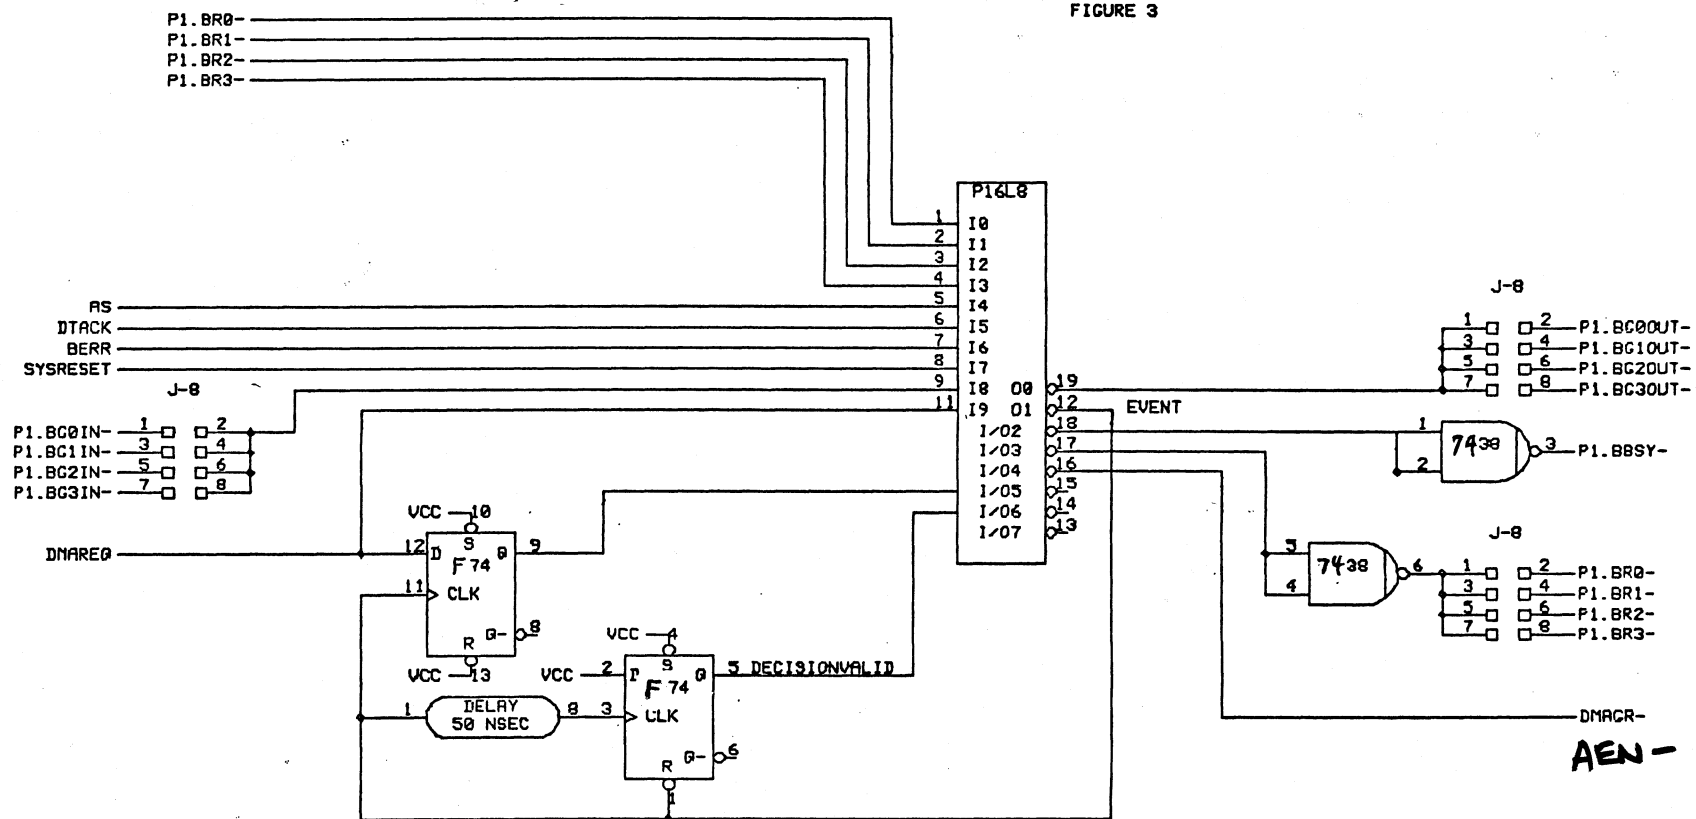 FIGURE 3
P1.BR0-
P1.BR1-
P1.BR2-
P1.BR3-
P16L8
1 I0
2 I1
3 I2
4 I3
AS 5 I4
DTACK 6 I5
BERR 7 I6
SYSRESET 8 I7
9 I8 O0 19
11 I9 O1 12 EVENT
I/O2 18
I/O3 17
I/O4 16
I/O5 15
I/O6 14
I/O7 13
J-8
P1.BG0IN- 1 2
P1.BG1IN- 3 4
P1.BG2IN- 5 6
P1.BG3IN- 7 8
J-8
1 2 P1.BG0OUT-
3 4 P1.BG1OUT-
5 6 P1.BG2OUT-
7 8 P1.BG3OUT-
1
2
7438
3 P1.BBSY-
VCC 10
S
DMAREQ 12 D Q 9
F 74
11 CLK
Q- 8
R
VCC 13
VCC 4
S
VCC 2 D Q 5 DECISIONVALID
F 74
1 DELAY 8 3 CLK
50 NSEC
Q- 6
R
1
5
4
7438
6
J-8
1 2 P1.BR0-
3 4 P1.BR1-
5 6 P1.BR2-
7 8 P1.BR3-
DMAGR-
AEN-